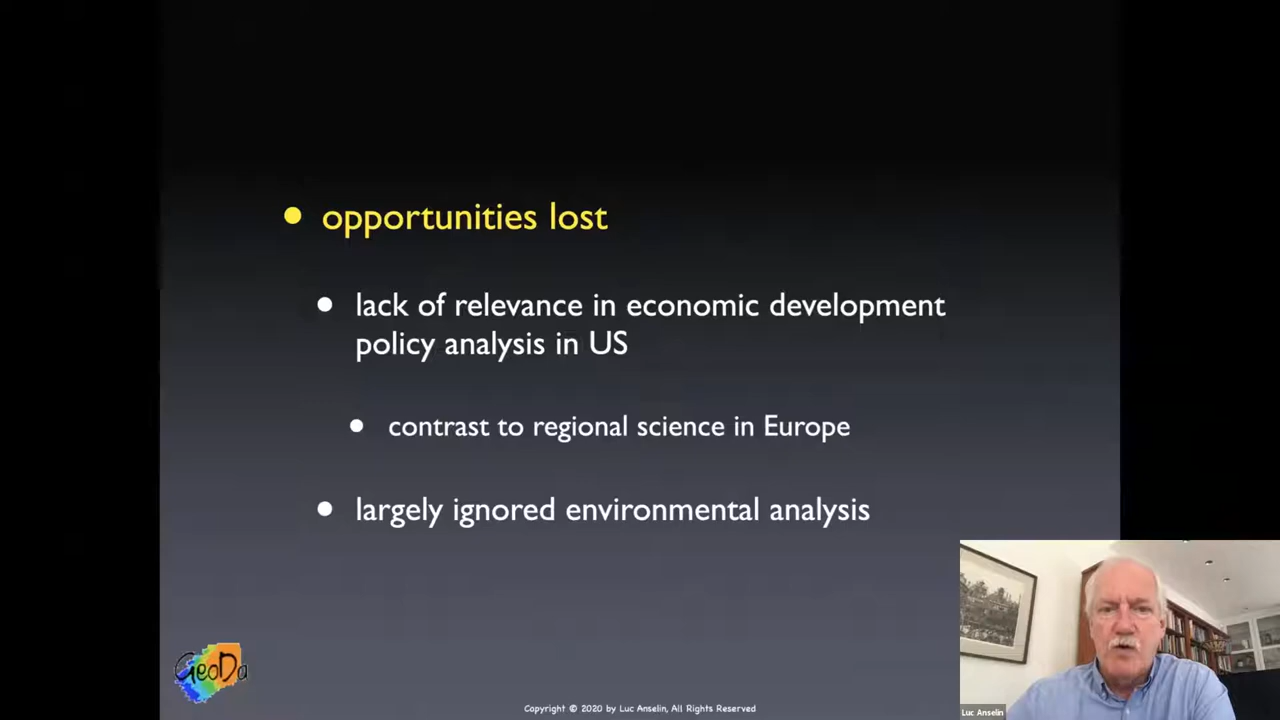 opportunities lost
lack of relevance in economic development
policy analysis in US
contrast to regional science in Europe
largely ignored environmental analysis
GeoDa
Copyright © 2020 by Luc Anselin, All Rights Reserved
Luc Anselin